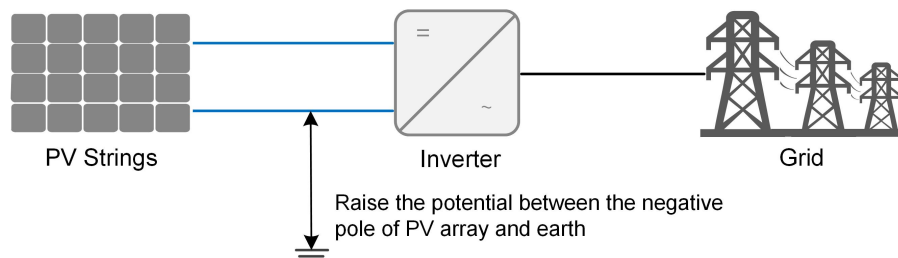 PV Strings
Inverter
Grid
Raise the potential between the negative
pole of PV array and earth